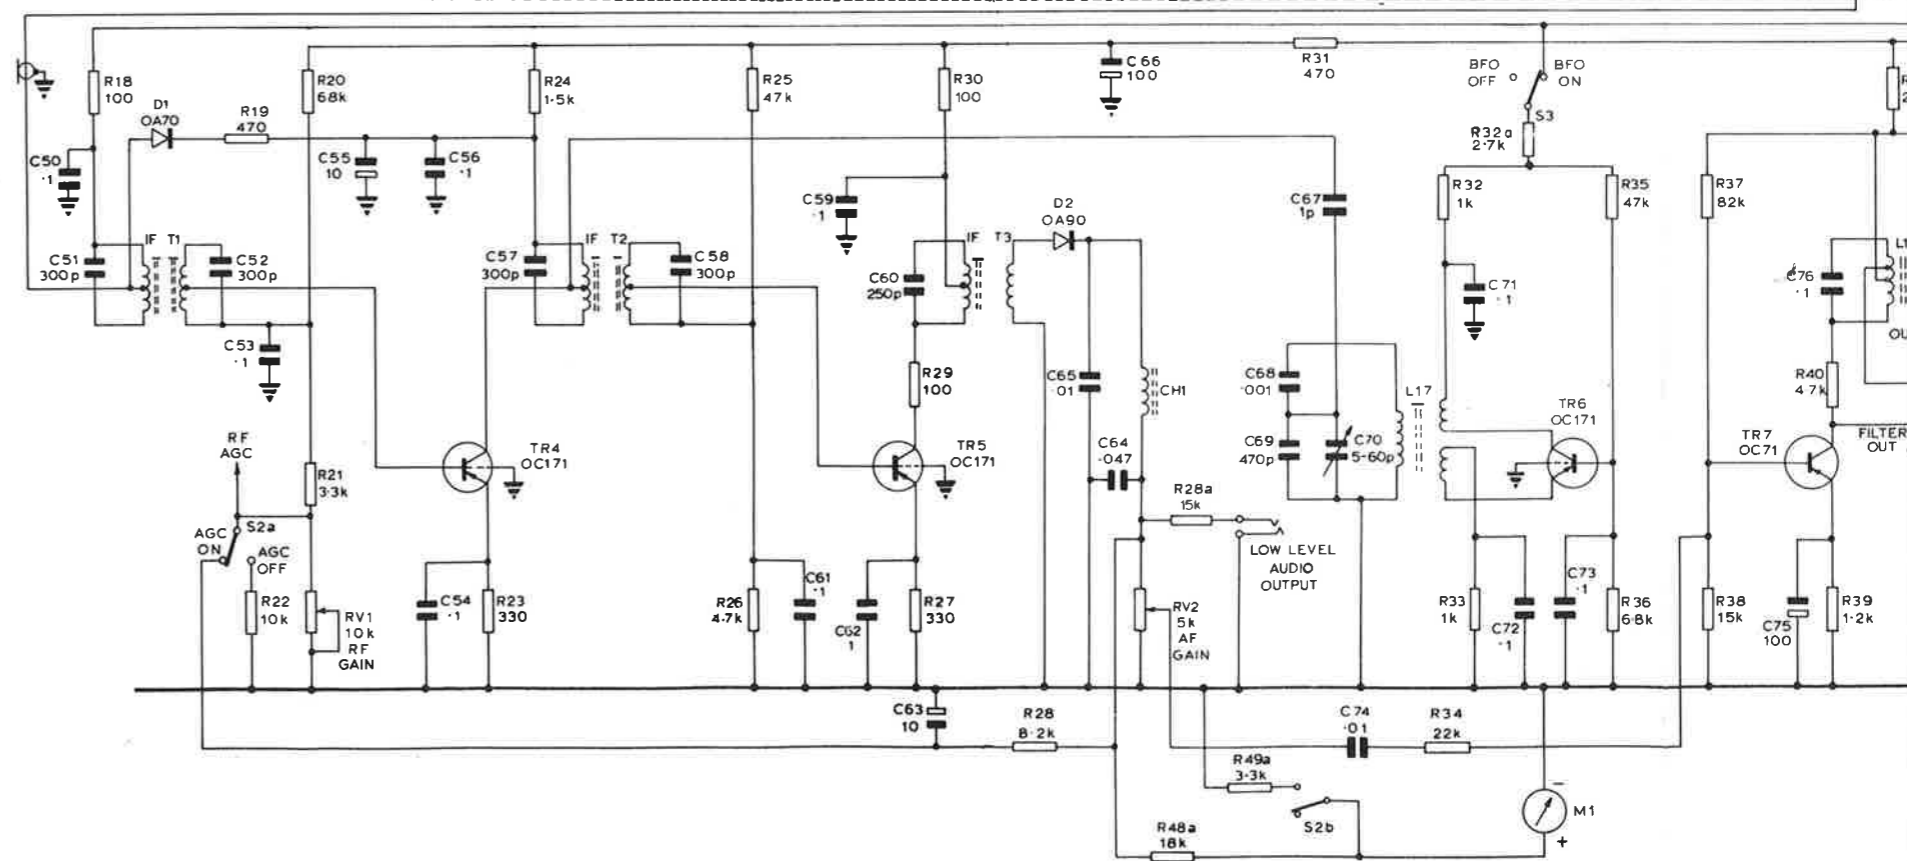 R18
100
D1
OA70
R19
470
R20
68k
R24
1·5k
R25
47k
R30
100
C66
100
R31
470
BFO
OFF
BFO
ON
S3
R32a
2·7k
C50
·1
C55
10
C56
·1
C59
·1
D2
OA90
C67
1p
R32
1k
R35
47k
R37
82k
C51
300p
IF
T1
C52
300p
C57
300p
IF
T2
C58
300p
C60
250p
IF
T3
C71
·1
C76
·1
C53
·1
R29
100
C65
·01
CH1
C68
·001
L17
TR6
OC171
R40
4·7k
RF
AGC
R21
3·3k
TR4
OC171
TR5
OC171
C64
·047
C69
470p
C70
5-60p
TR7
OC71
FILTER
OUT
AGC
ON
S2a
AGC
OFF
R28a
15k
LOW LEVEL
AUDIO
OUTPUT
R22
10k
RV1
10k
RF
GAIN
C54
·1
R23
330
R26
4·7k
C61
·1
C62
1
R27
330
RV2
5k
AF
GAIN
R33
1k
C72
·1
C73
·1
R36
6·8k
R38
15k
C75
100
R39
1·2k
C63
10
R28
8·2k
C74
·01
R34
22k
R49a
3·3k
S2b
R48a
18k
−
M1
+